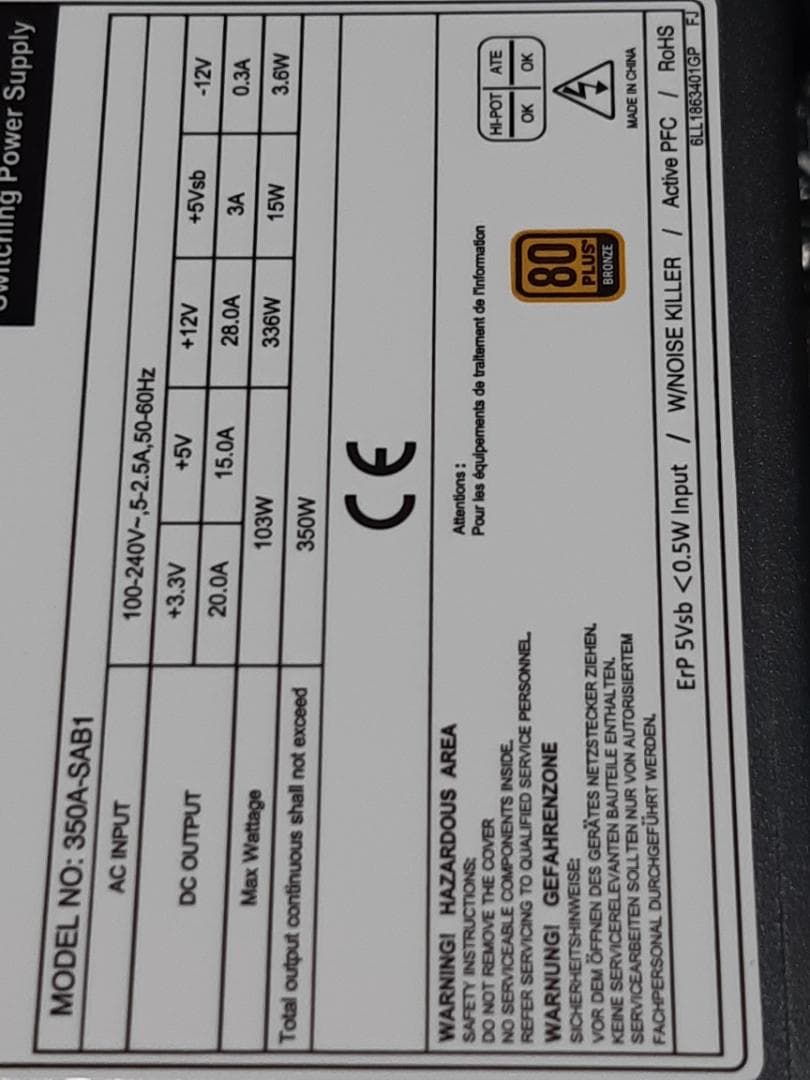 Switching Power Supply
MODEL NO: 350A-SAB1
AC INPUT 100-240V~,5-2.5A,50-60Hz
DC OUTPUT +3.3V +5V +12V +5Vsb -12V
20.0A 15.0A 28.0A 3A 0.3A
Max Wattage 103W 336W 15W 3.6W
Total output continuous shall not exceed 350W
CE
WARNING! HAZARDOUS AREA
SAFETY INSTRUCTIONS:
DO NOT REMOVE THE COVER
NO SERVICEABLE COMPONENTS INSIDE.
REFER SERVICING TO QUALIFIED SERVICE PERSONNEL.
WARNUNG! GEFAHRENZONE
SICHERHEITSHINWEISE:
VOR DEM ÖFFNEN DES GERÄTES NETZSTECKER ZIEHEN.
KEINE SERVICERELEVANTEN BAUTEILE ENTHALTEN.
SERVICEARBEITEN SOLLTEN NUR VON AUTORISIERTEM
FACHPERSONAL DURCHGEFÜHRT WERDEN.
Attentions :
Pour les équipements de traitement de l'information
80
PLUS
BRONZE
HI-POT ATE
OK OK
MADE IN CHINA
ErP 5Vsb <0.5W Input / W/NOISE KILLER / Active PFC / RoHS
6LL1863401GP FJ